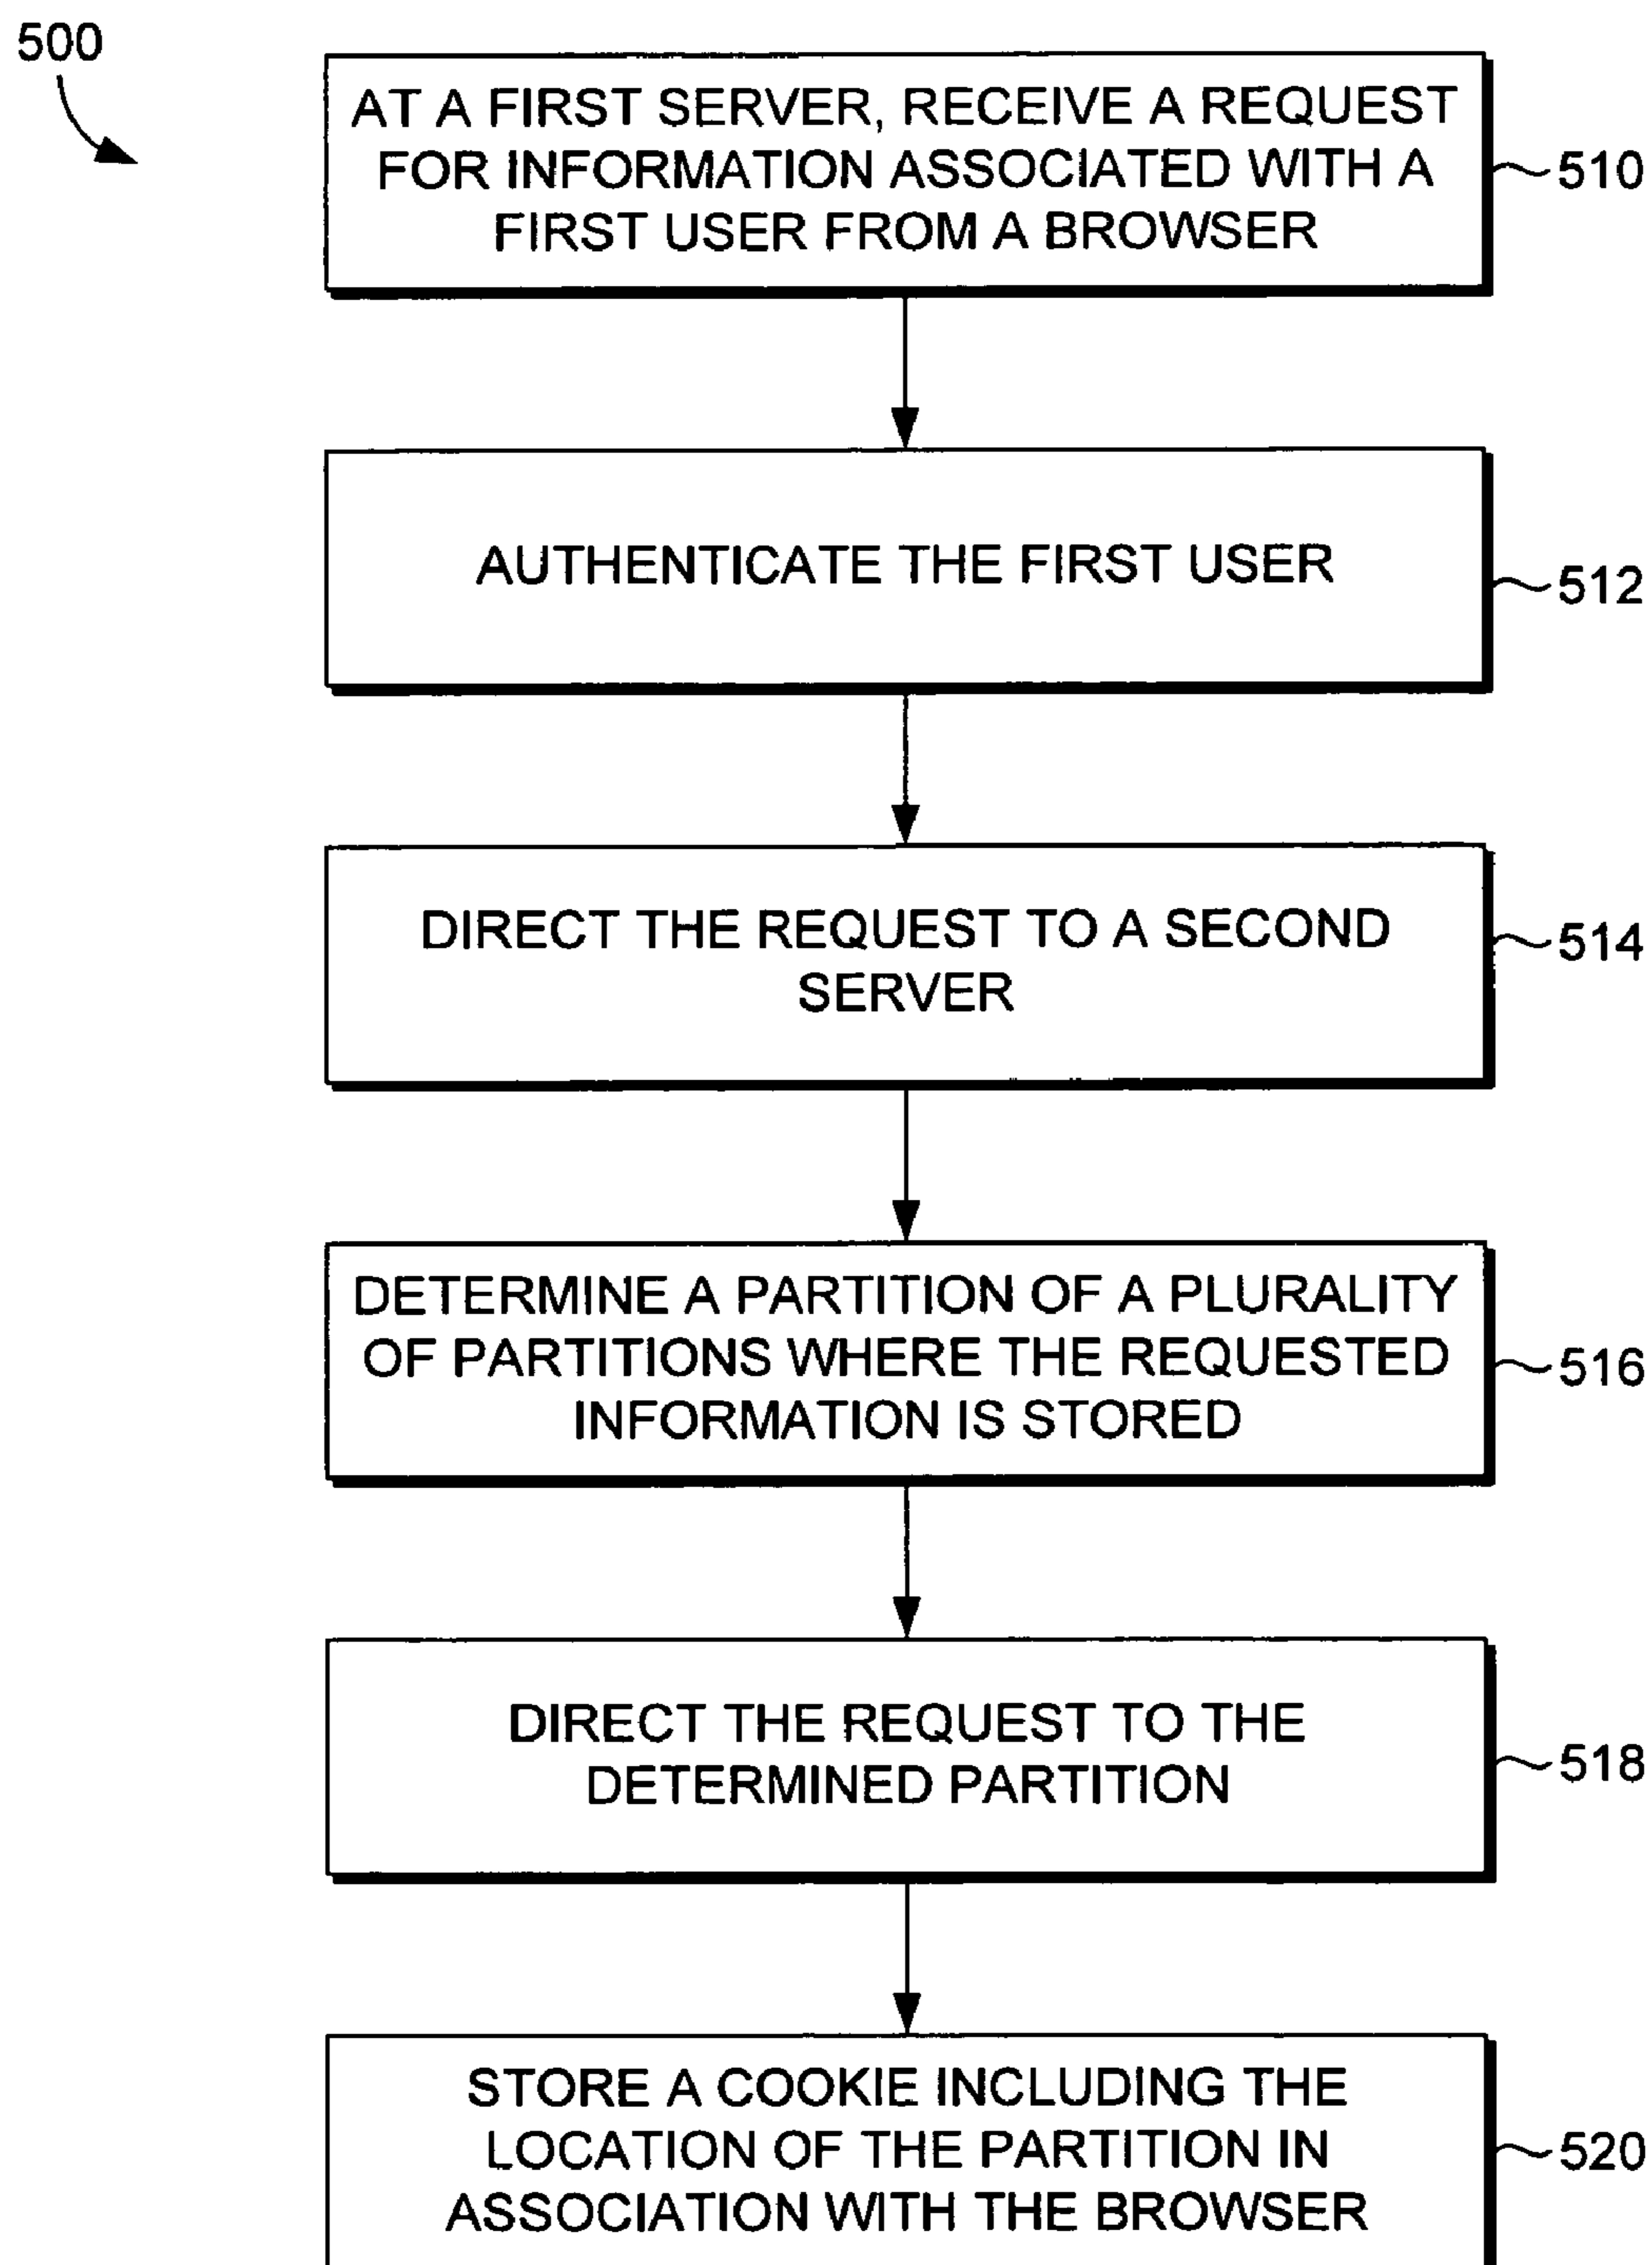 500
AT A FIRST SERVER, RECEIVE A REQUEST
FOR INFORMATION ASSOCIATED WITH A
FIRST USER FROM A BROWSER
510
AUTHENTICATE THE FIRST USER
512
DIRECT THE REQUEST TO A SECOND
SERVER
514
DETERMINE A PARTITION OF A PLURALITY
OF PARTITIONS WHERE THE REQUESTED
INFORMATION IS STORED
516
DIRECT THE REQUEST TO THE
DETERMINED PARTITION
518
STORE A COOKIE INCLUDING THE
LOCATION OF THE PARTITION IN
ASSOCIATION WITH THE BROWSER
520